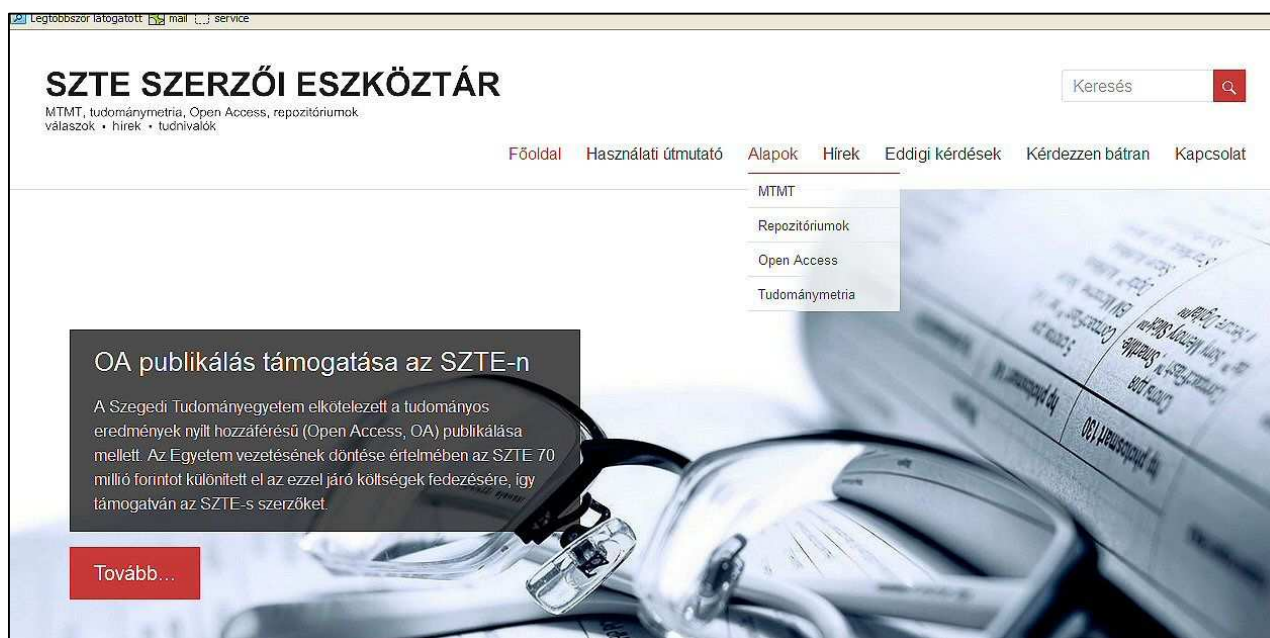 Legtöbbször látogatott mail service
SZTE SZERZŐI ESZKÖZTÁR
MTMT, tudománymetria, Open Access, repozitóriumok
válaszok • hírek • tudnivalók
Keresés
Főoldal Használati útmutató Alapok Hírek Eddigi kérdések Kérdezzen bátran Kapcsolat
MTMT
Repozitóriumok
Open Access
Tudománymetria
OA publikálás támogatása az SZTE-n
A Szegedi Tudományegyetem elkötelezett a tudományos
eredmények nyílt hozzáférésű (Open Access, OA) publikálása
mellett. Az Egyetem vezetésének döntése értelmében az SZTE 70
millió forintot különített el az ezzel járó költségek fedezésére, így
támogatván az SZTE-s szerzőket.
Tovább...
hp photosmart 130